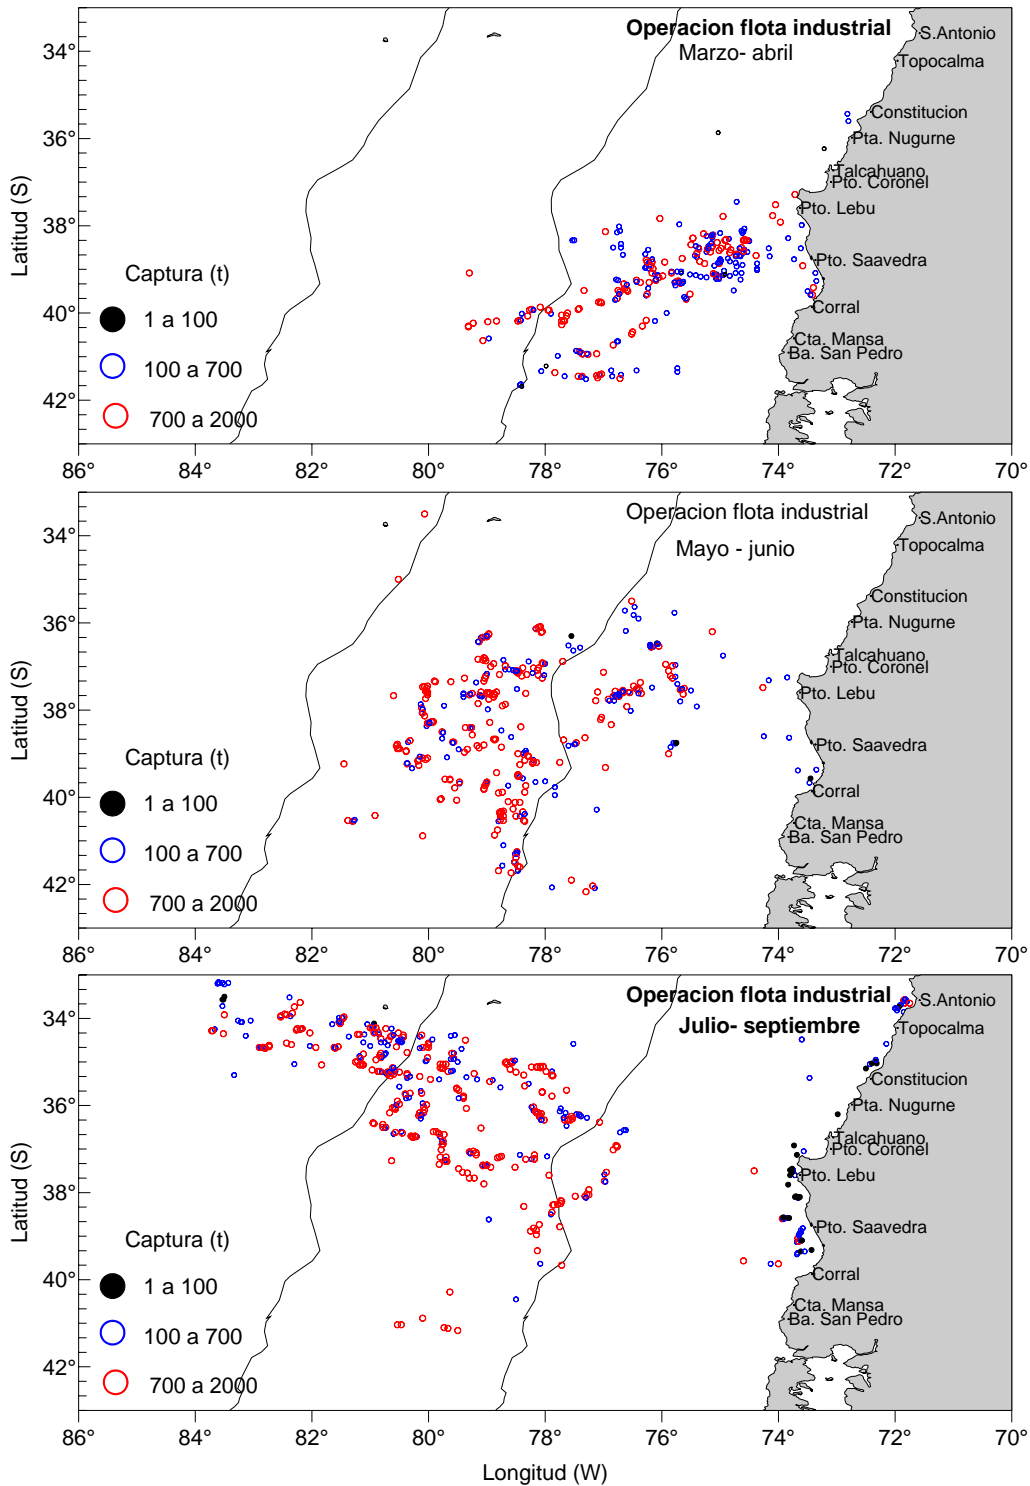 Operacion flota industrial
Marzo- abril
34°
36°
38°
40°
42°
Latitud (S)
S.Antonio
Topocalma
Constitucion
Pta. Nugurne
Talcahuano
Pto. Coronel
Pto. Lebu
Pto. Saavedra
Corral
Cta. Mansa
Ba. San Pedro
Captura (t)
1 a 100
100 a 700
700 a 2000
86° 84° 82° 80° 78° 76° 74° 72° 70°
Operacion flota industrial
Mayo - junio
34°
36°
38°
40°
42°
Latitud (S)
S.Antonio
Topocalma
Constitucion
Pta. Nugurne
Talcahuano
Pto. Coronel
Pto. Lebu
Pto. Saavedra
Corral
Cta. Mansa
Ba. San Pedro
Captura (t)
1 a 100
100 a 700
700 a 2000
86° 84° 82° 80° 78° 76° 74° 72° 70°
Operacion flota industrial
Julio- septiembre
34°
36°
38°
40°
42°
Latitud (S)
S.Antonio
Topocalma
Constitucion
Pta. Nugurne
Talcahuano
Pto. Coronel
Pto. Lebu
Pto. Saavedra
Corral
Cta. Mansa
Ba. San Pedro
Captura (t)
1 a 100
100 a 700
700 a 2000
86° 84° 82° 80° 78° 76° 74° 72° 70°
Longitud (W)